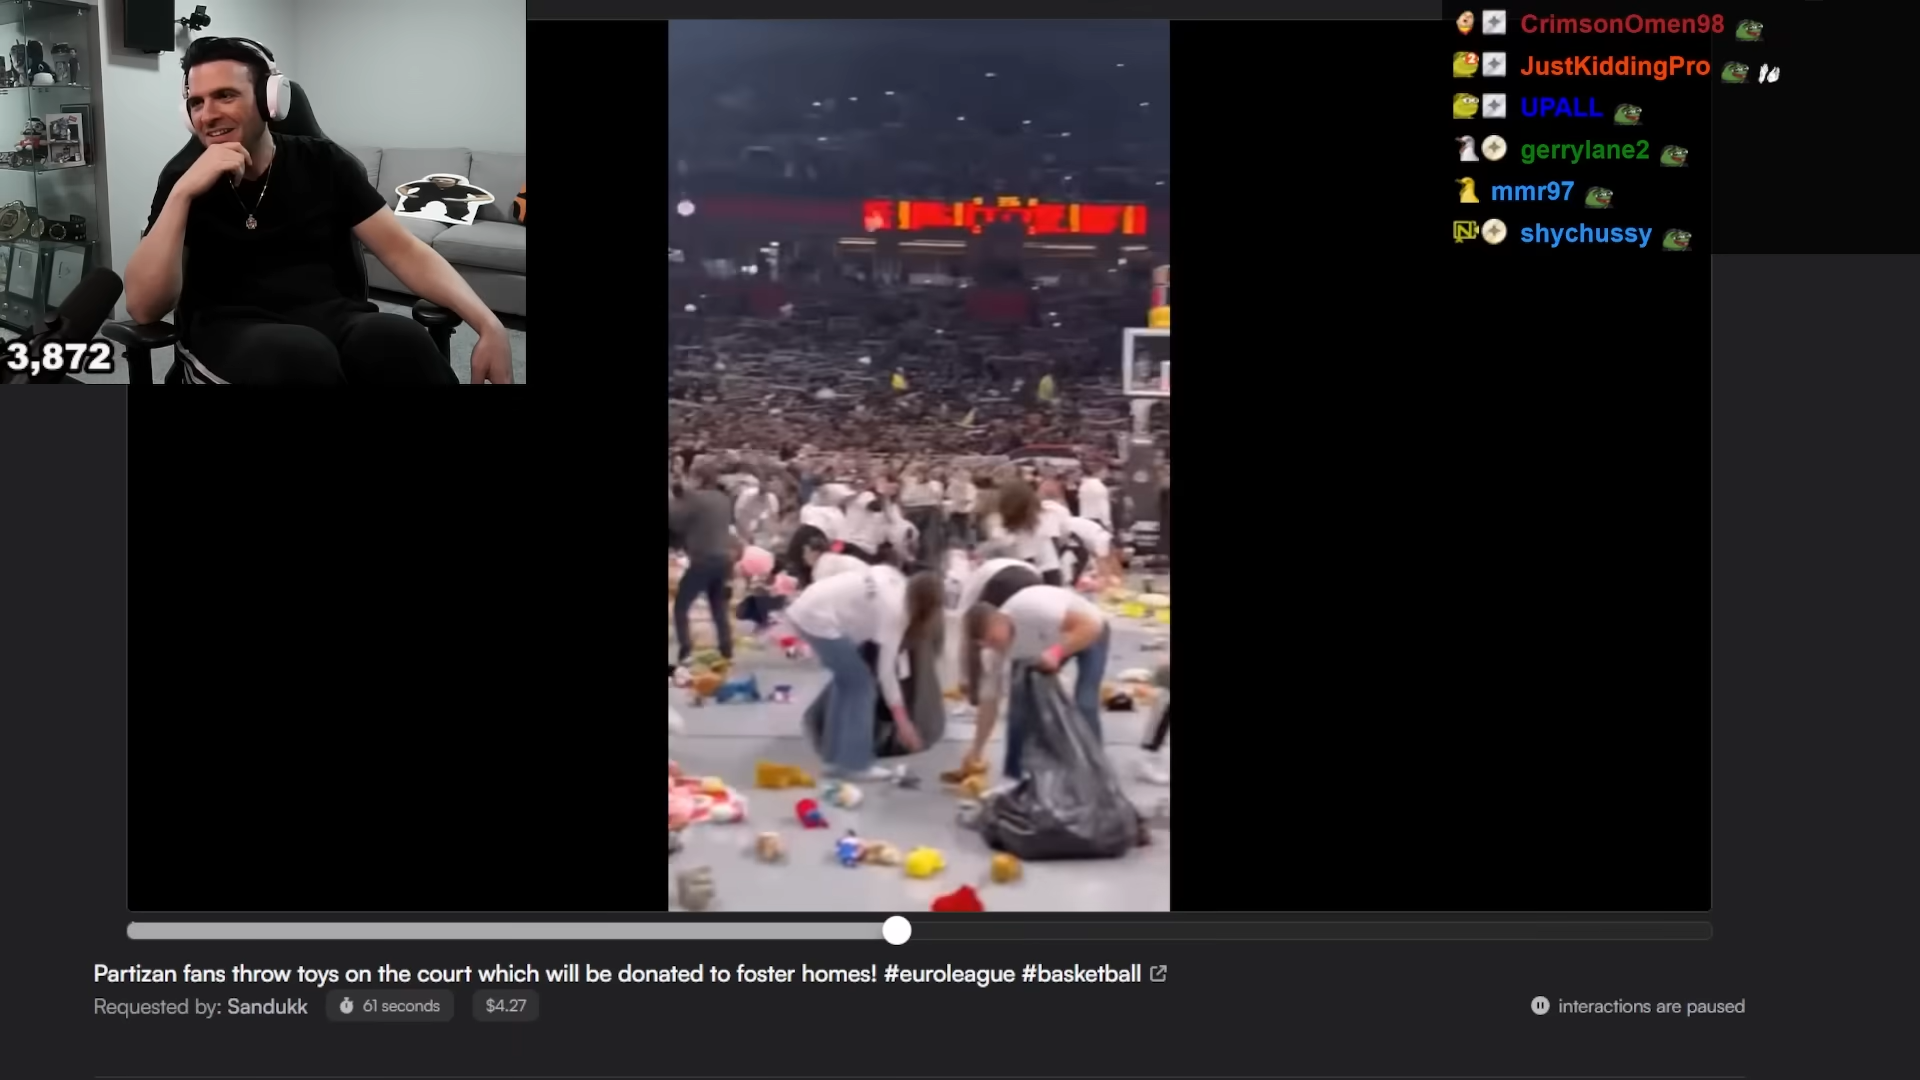 CrimsonOmen98
JustKiddingPro
UPALL
gerrylane2
mmr97
shychussy
3,872
Partizan fans throw toys on the court which will be donated to foster homes! #euroleague #basketball
Requested by: Sandukk
61 seconds
$4.27
interactions are paused